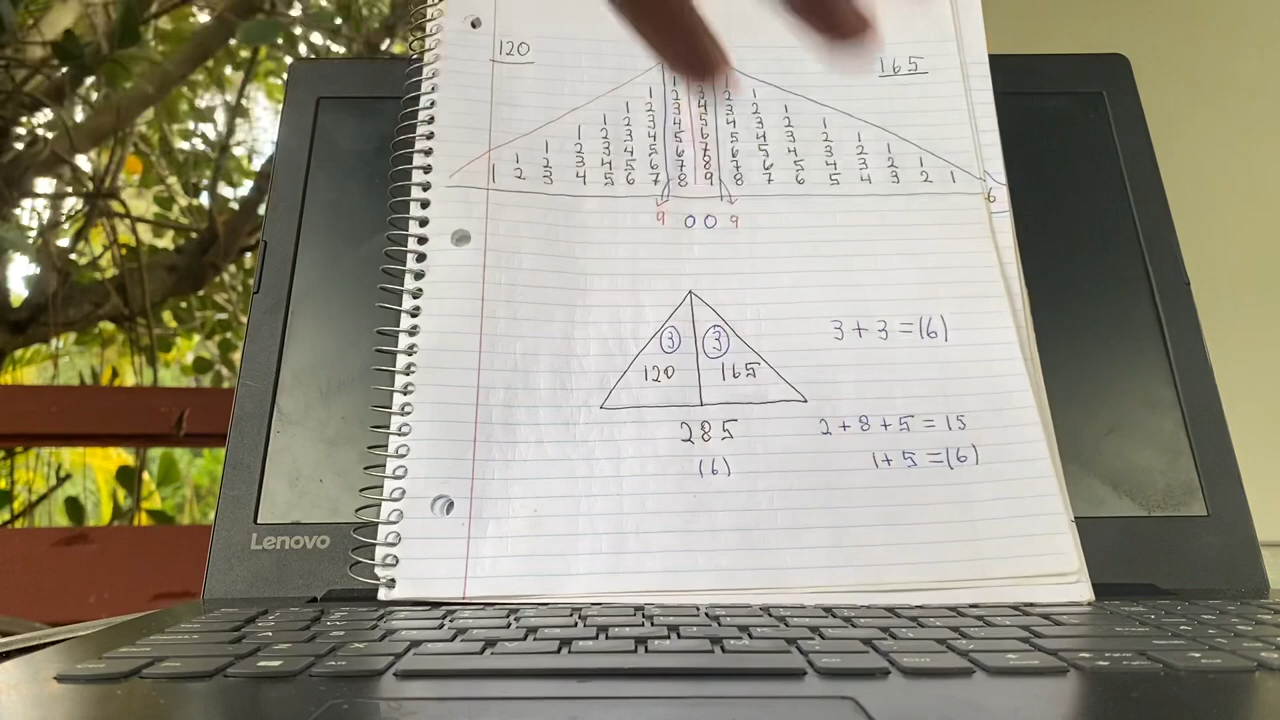 120
165
1 1
1 2 3 2 1
1 2 3 4 3 2 1
1 2 3 4 5 4 3 2 1
1 2 3 4 5 6 5 4 3 2 1
1 2 3 4 5 6 7 6 5 4 3 2 1
1 2 3 4 5 6 7 8 7 6 5 4 3 2 1
1 2 3 4 5 6 7 8 9 8 7 6 5 4 3 2 1
6
9 0 0 9
3 3
3 + 3 = (6)
120 165
285
2 + 8 + 5 = 15
(6)
1 + 5 = (6)
Lenovo